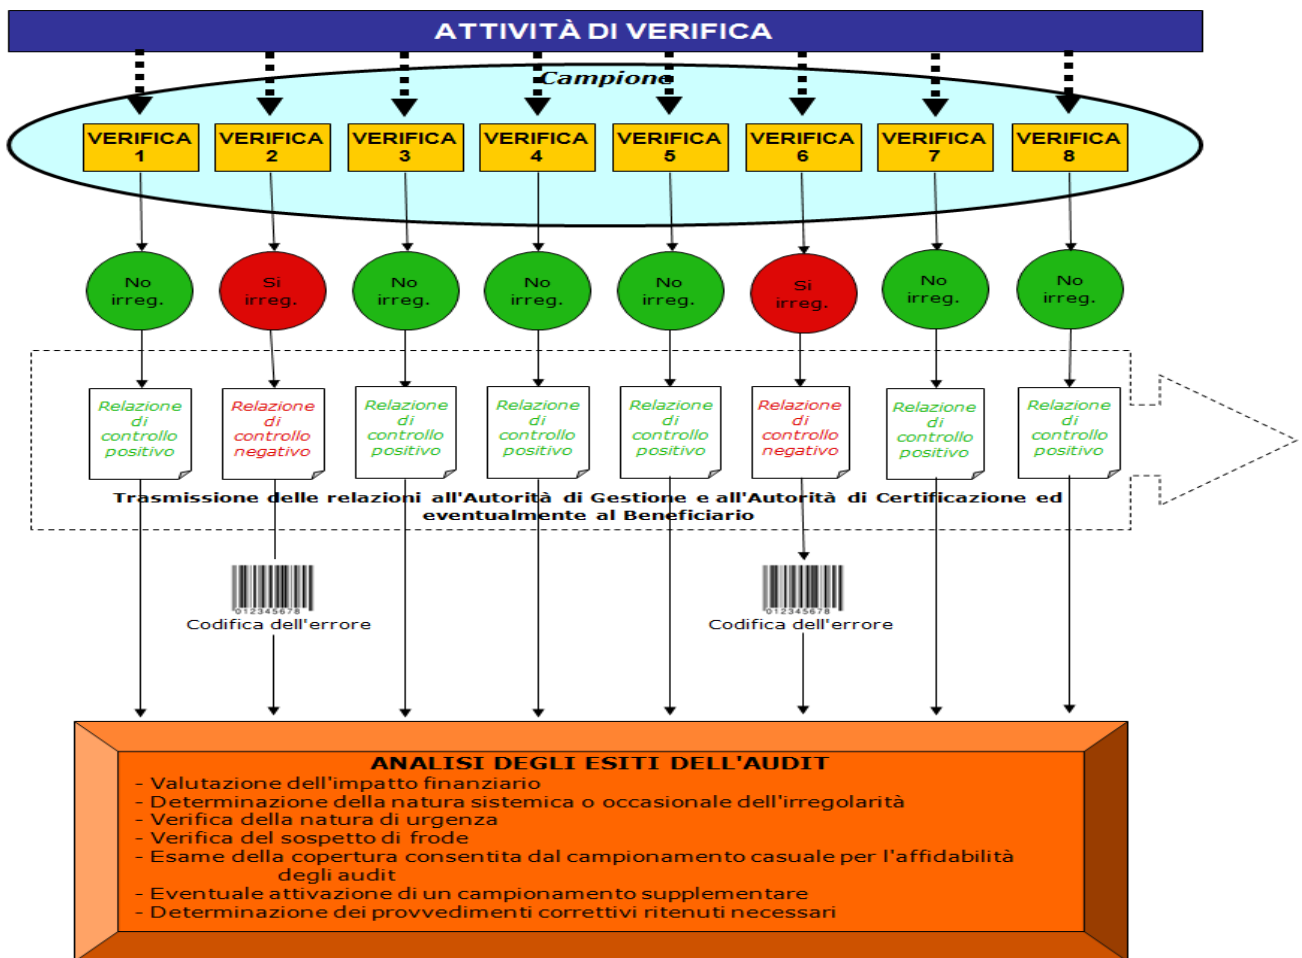 ATTIVITÀ DI VERIFICA
Campione
VERIFICA 1
VERIFICA 2
VERIFICA 3
VERIFICA 4
VERIFICA 5
VERIFICA 6
VERIFICA 7
VERIFICA 8
No
irreg.
Si
irreg.
No
irreg.
No
irreg.
No
irreg.
Si
irreg.
No
irreg.
No
irreg.
Relazione
di
controllo
positivo
Relazione
di
controllo
negativo
Relazione
di
controllo
positivo
Relazione
di
controllo
positivo
Relazione
di
controllo
positivo
Relazione
di
controllo
negativo
Relazione
di
controllo
positivo
Relazione
di
controllo
positivo
Trasmissione delle relazioni all'Autorità di Gestione e all'Autorità di Certificazione ed
eventualmente al Beneficiario
012345678
Codifica dell'errore
012345678
Codifica dell'errore
ANALISI DEGLI ESITI DELL'AUDIT
- Valutazione dell'impatto finanziario
- Determinazione della natura sistemica o occasionale dell'irregolarità
- Verifica della natura di urgenza
- Verifica del sospetto di frode
- Esame della copertura consentita dal campionamento casuale per l'affidabilità
degli audit
- Eventuale attivazione di un campionamento supplementare
- Determinazione dei provvedimenti correttivi ritenuti necessari